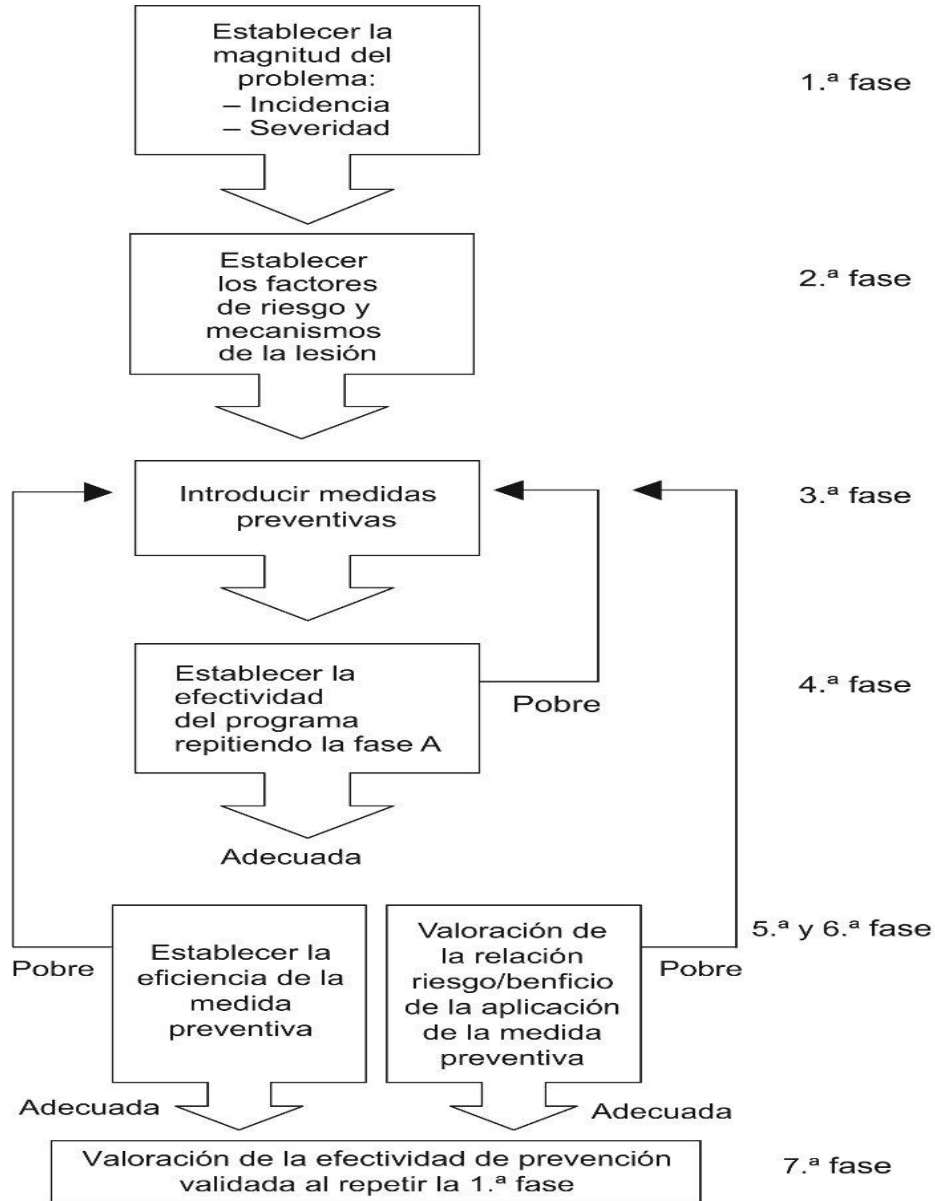 Establecer la
magnitud del
problema:
– Incidencia
– Severidad
1.ª fase
Establecer
los factores
de riesgo y
mecanismos
de la lesión
2.ª fase
Introducir medidas
preventivas
3.ª fase
Establecer la
efectividad
del programa
repitiendo la fase A
Pobre
4.ª fase
Adecuada
Pobre
Establecer la
eficiencia de la
medida
preventiva
Valoración de
la relación
riesgo/benficio
de la aplicación
de la medida
preventiva
Pobre
5.ª y 6.ª fase
Adecuada
Adecuada
Valoración de la efectividad de prevención
validada al repetir la 1.ª fase
7.ª fase